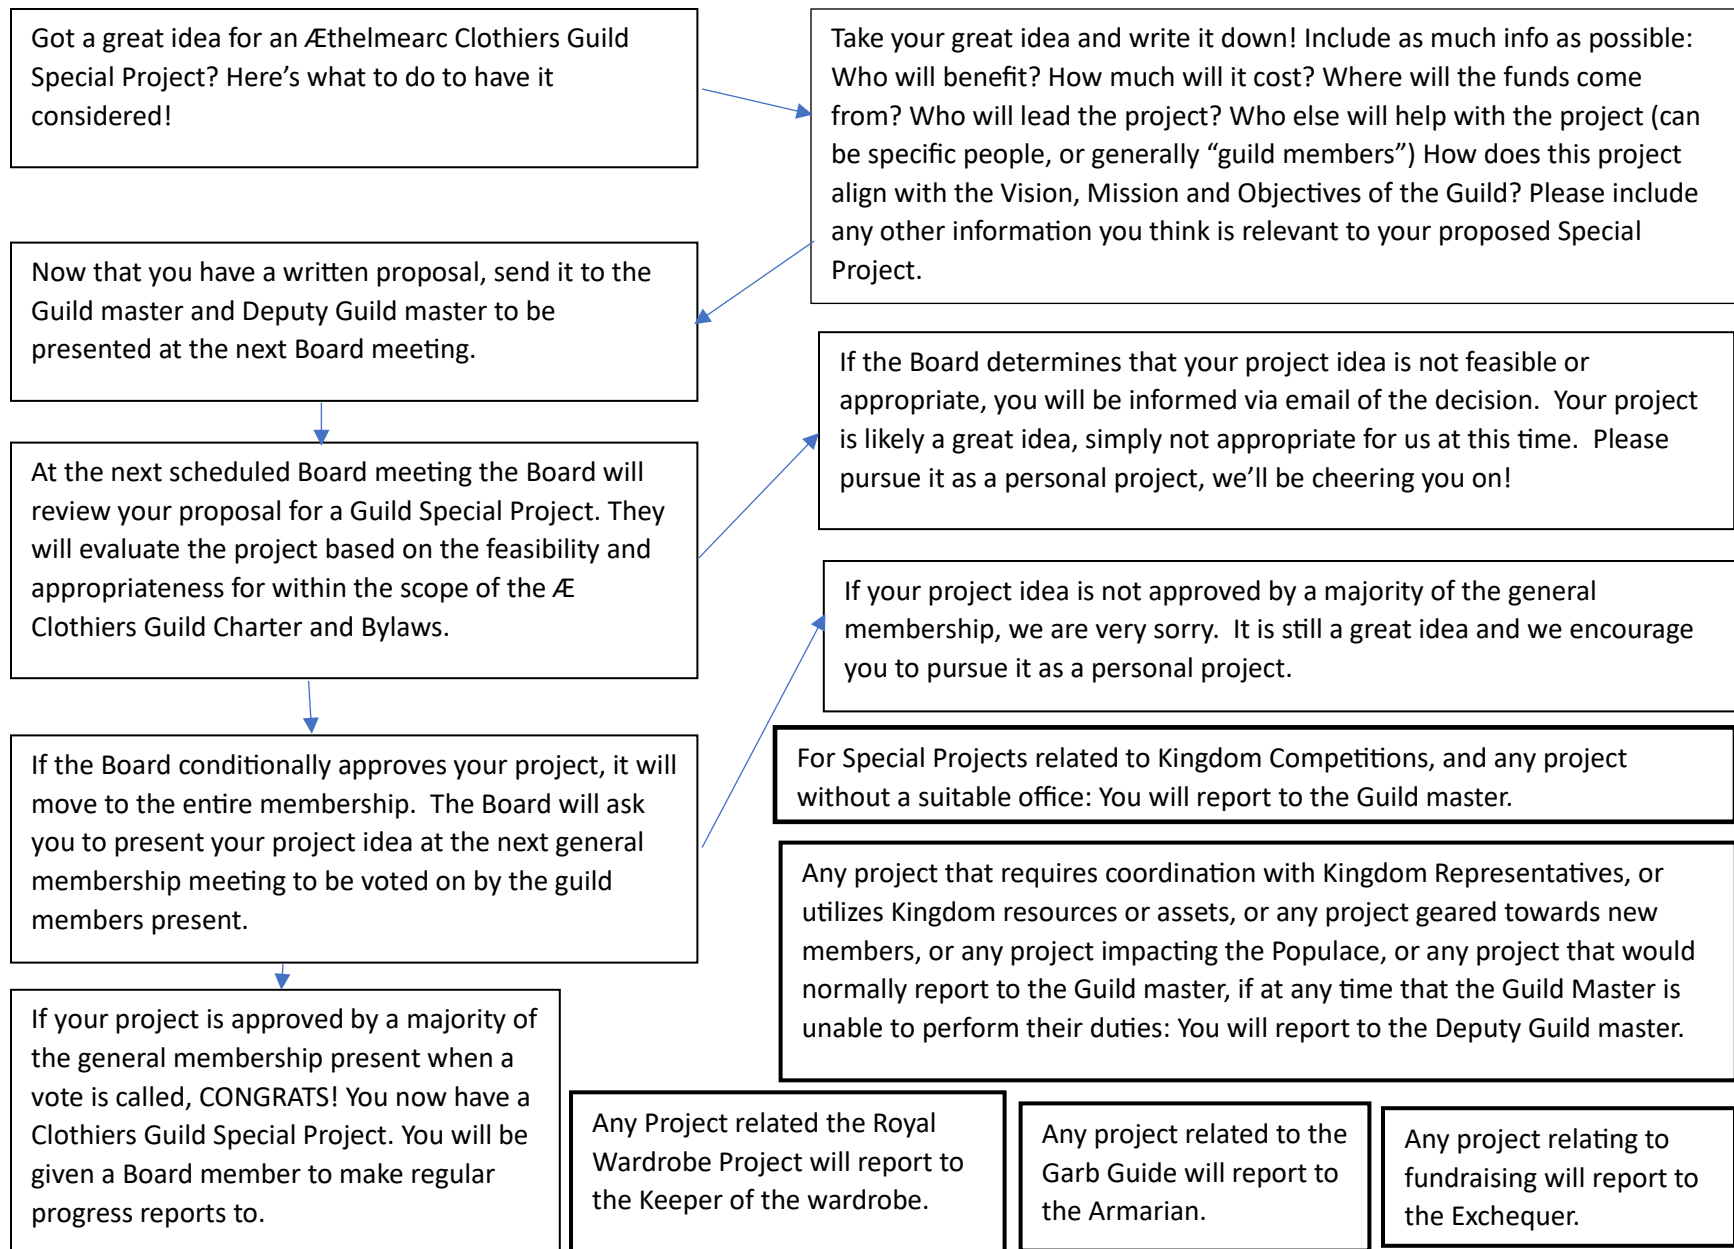 Got a great idea for an Æthelmearc Clothiers Guild
Special Project? Here’s what to do to have it
considered!
Take your great idea and write it down! Include as much info as possible:
Who will benefit? How much will it cost? Where will the funds come
from? Who will lead the project? Who else will help with the project (can
be specific people, or generally “guild members”) How does this project
align with the Vision, Mission and Objectives of the Guild? Please include
any other information you think is relevant to your proposed Special
Project.
Now that you have a written proposal, send it to the
Guild master and Deputy Guild master to be
presented at the next Board meeting.
At the next scheduled Board meeting the Board will
review your proposal for a Guild Special Project. They
will evaluate the project based on the feasibility and
appropriateness for within the scope of the Æ
Clothiers Guild Charter and Bylaws.
If the Board determines that your project idea is not feasible or
appropriate, you will be informed via email of the decision.  Your project
is likely a great idea, simply not appropriate for us at this time.  Please
pursue it as a personal project, we’ll be cheering you on!
If the Board conditionally approves your project, it will
move to the entire membership.  The Board will ask
you to present your project idea at the next general
membership meeting to be voted on by the guild
members present.
If your project idea is not approved by a majority of the general
membership, we are very sorry.  It is still a great idea and we encourage
you to pursue it as a personal project.
If your project is approved by a majority of
the general membership present when a
vote is called, CONGRATS! You now have a
Clothiers Guild Special Project. You will be
given a Board member to make regular
progress reports to.
For Special Projects related to Kingdom Competitions, and any project
without a suitable office: You will report to the Guild master.
Any project that requires coordination with Kingdom Representatives, or
utilizes Kingdom resources or assets, or any project geared towards new
members, or any project impacting the Populace, or any project that would
normally report to the Guild master, if at any time that the Guild Master is
unable to perform their duties: You will report to the Deputy Guild master.
Any Project related the Royal
Wardrobe Project will report to
the Keeper of the wardrobe.
Any project related to the
Garb Guide will report to
the Armarian.
Any project relating to
fundraising will report to
the Exchequer.